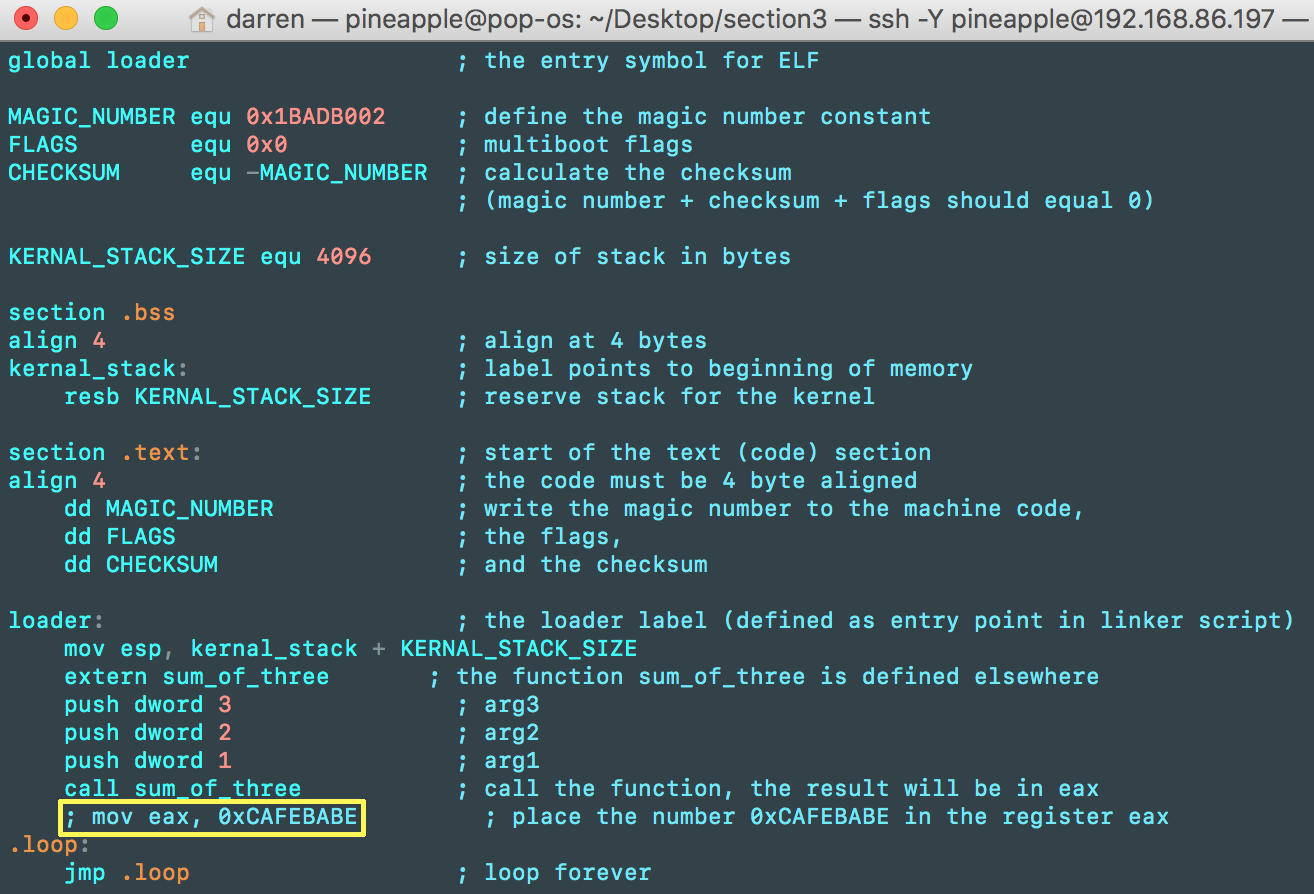 darren — pineapple@pop-os: ~/Desktop/section3 — ssh -Y pineapple@192.168.86.197 —
global loader ; the entry symbol for ELF
MAGIC_NUMBER equ 0x1BADB002 ; define the magic number constant
FLAGS equ 0x0 ; multiboot flags
CHECKSUM equ -MAGIC_NUMBER ; calculate the checksum
; (magic number + checksum + flags should equal 0)
KERNAL_STACK_SIZE equ 4096 ; size of stack in bytes
section .bss
align 4 ; align at 4 bytes
kernal_stack: ; label points to beginning of memory
resb KERNAL_STACK_SIZE ; reserve stack for the kernel
section .text: ; start of the text (code) section
align 4 ; the code must be 4 byte aligned
dd MAGIC_NUMBER ; write the magic number to the machine code,
dd FLAGS ; the flags,
dd CHECKSUM ; and the checksum
loader: ; the loader label (defined as entry point in linker script)
mov esp, kernal_stack + KERNAL_STACK_SIZE
extern sum_of_three ; the function sum_of_three is defined elsewhere
push dword 3 ; arg3
push dword 2 ; arg2
push dword 1 ; arg1
call sum_of_three ; call the function, the result will be in eax
; mov eax, 0xCAFEBABE ; place the number 0xCAFEBABE in the register eax
.loop:
jmp .loop ; loop forever